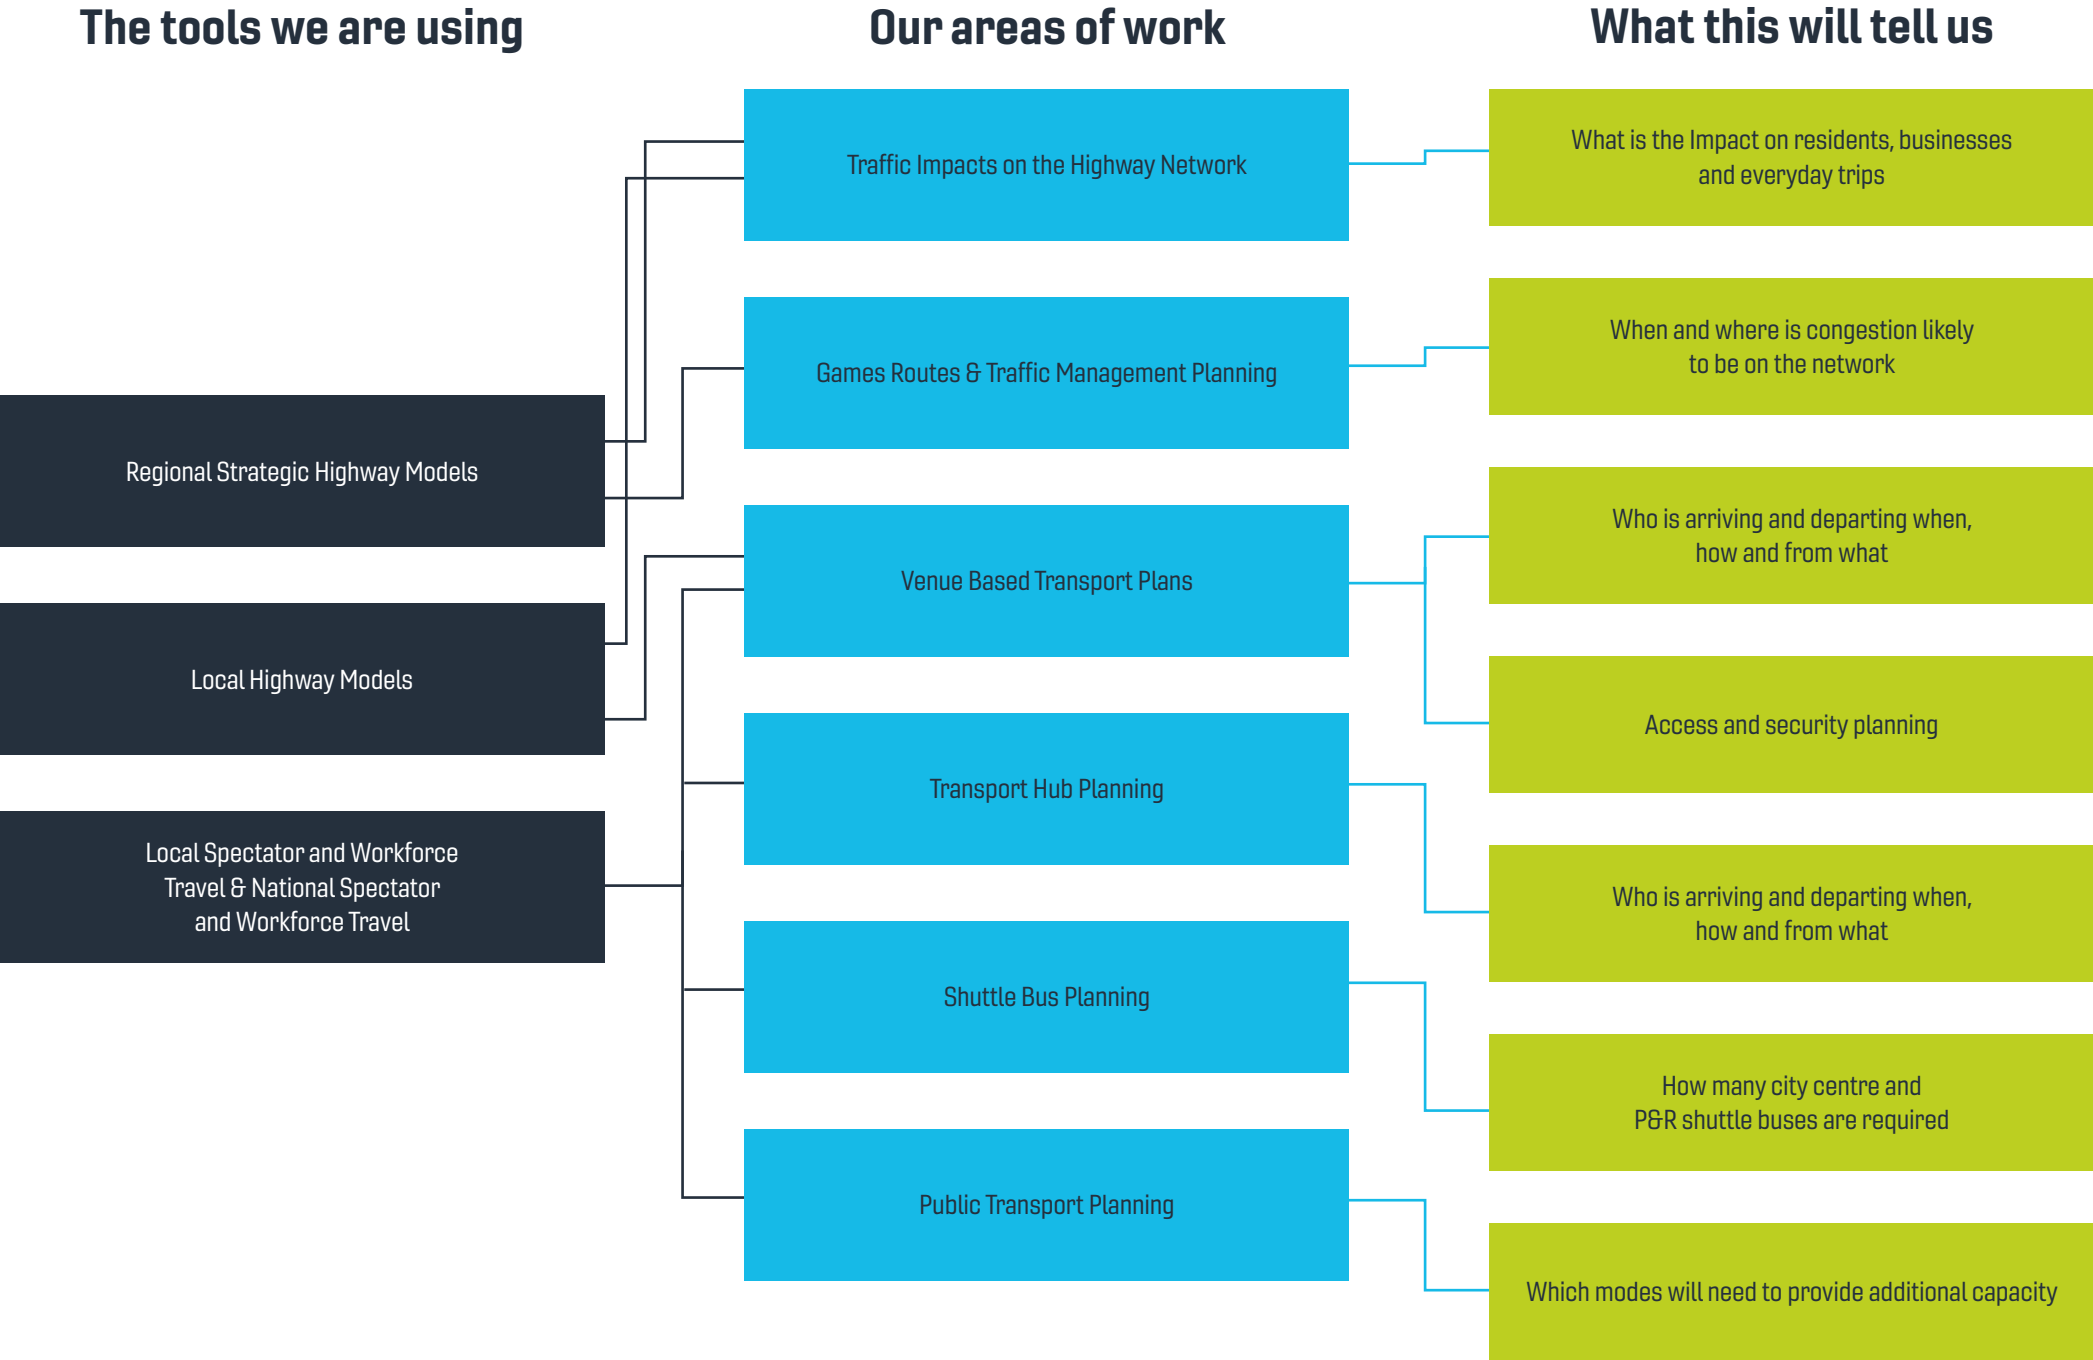 The tools we are using
Our areas of work
What this will tell us
Regional Strategic Highway Models
Local Highway Models
Local Spectator and Workforce
Travel & National Spectator
and Workforce Travel
Traffic Impacts on the Highway Network
Games Routes & Traffic Management Planning
Venue Based Transport Plans
Transport Hub Planning
Shuttle Bus Planning
Public Transport Planning
What is the Impact on residents, businesses
and everyday trips
When and where is congestion likely
to be on the network
Who is arriving and departing when,
how and from what
Access and security planning
Who is arriving and departing when,
how and from what
How many city centre and
P&R shuttle buses are required
Which modes will need to provide additional capacity